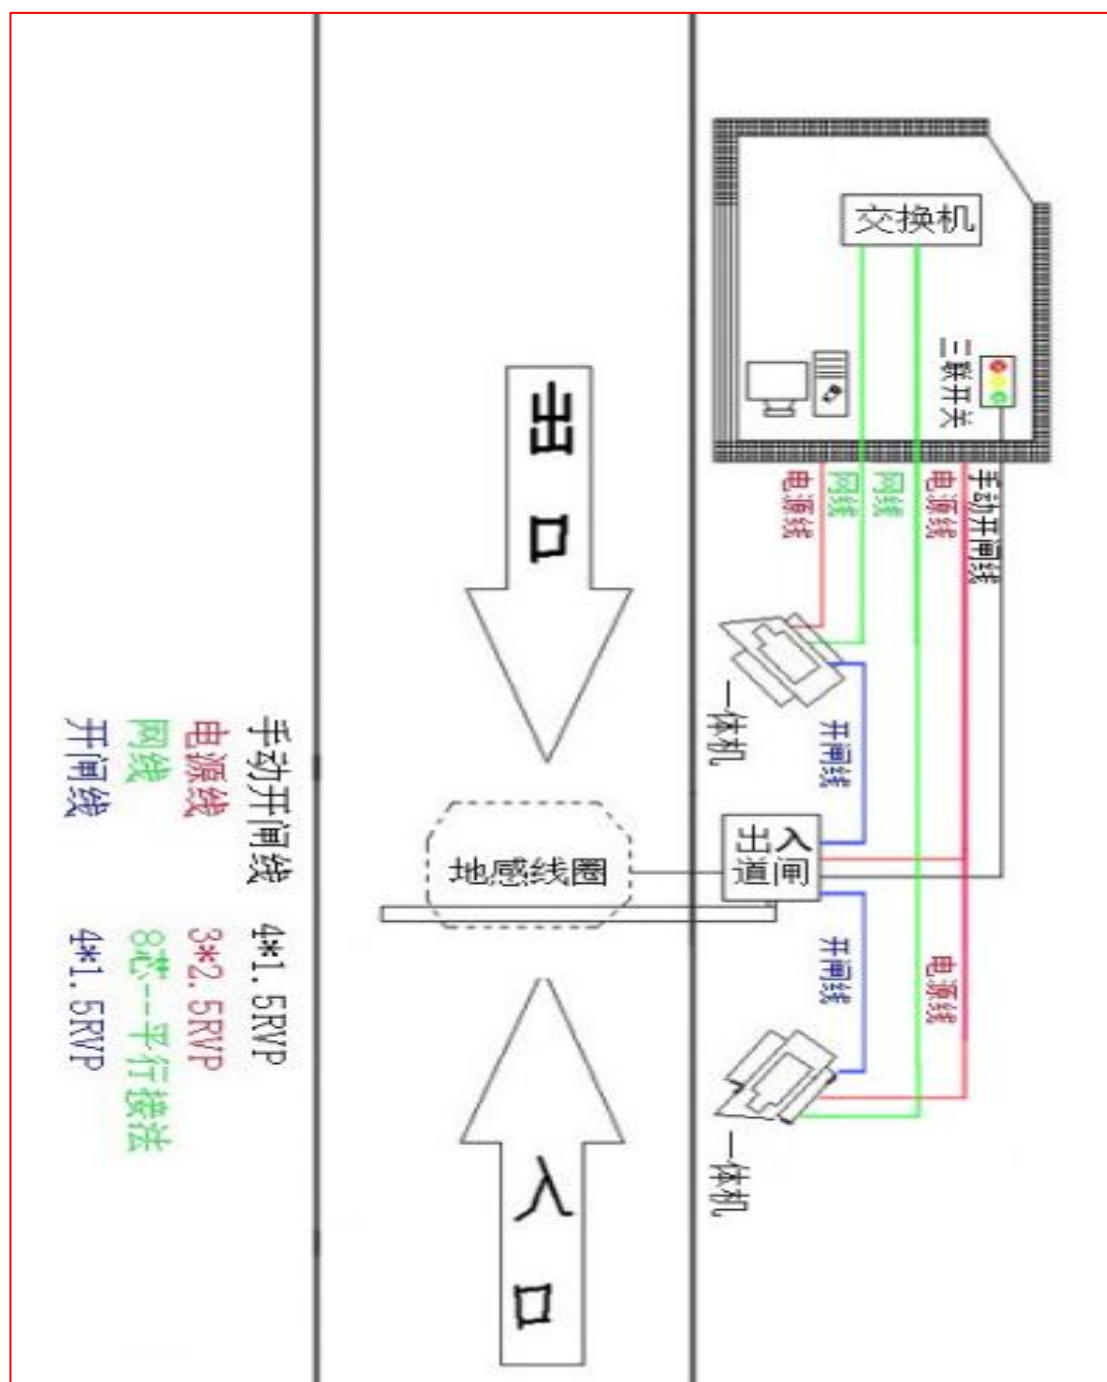 交换机
三联开关
电源线
网线
网线
电源线
手动开闸线
出口
一体机
开闸线
出入
道闸
地感线圈
开闸线
电源线
一体机
入口
手动开闸线 4*1.5RVP
电源线 3*2.5RVP
网线 8芯--平行接法
开闸线 4*1.5RVP